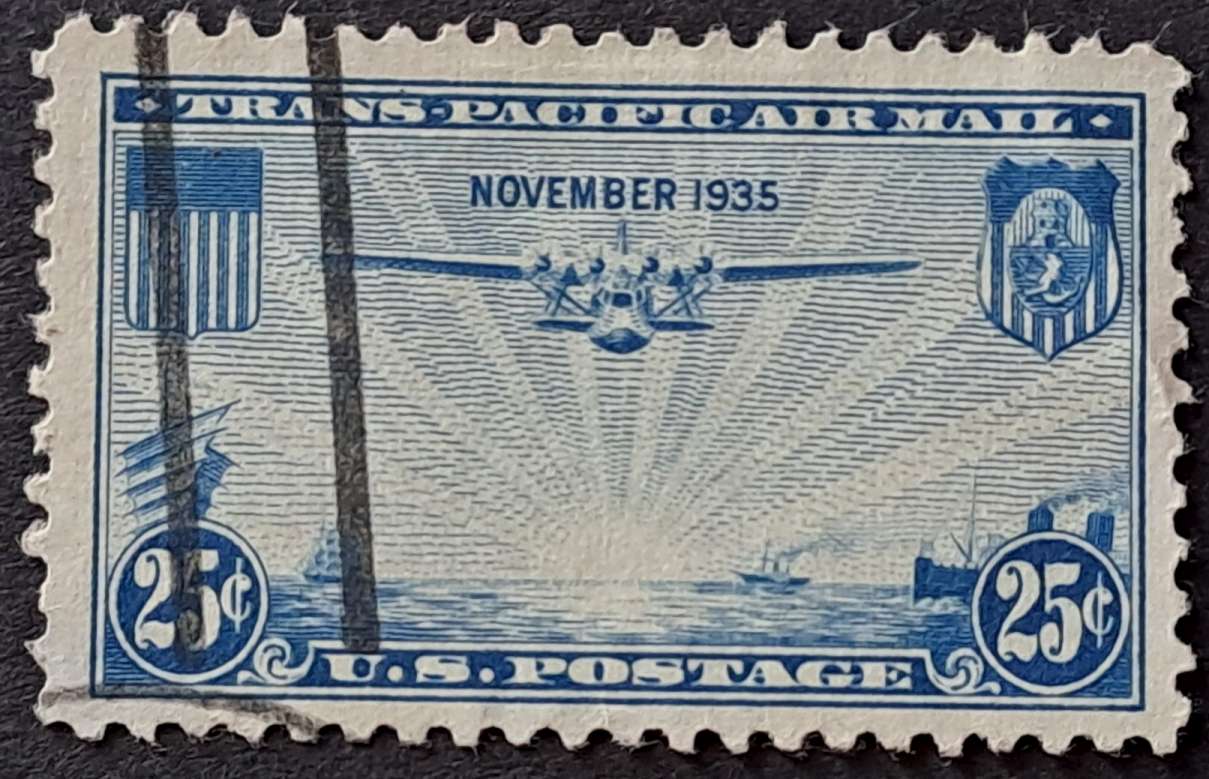 TRANS-PACIFIC AIR MAIL
NOVEMBER 1935
25¢ 25¢
U.S. POSTAGE